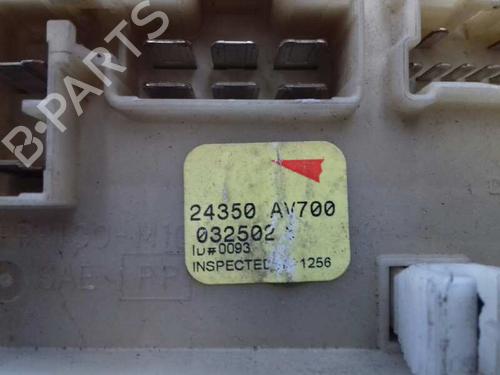 B-PARTS
24350 AV700
032502
ID#0093
INSPECTED 1256